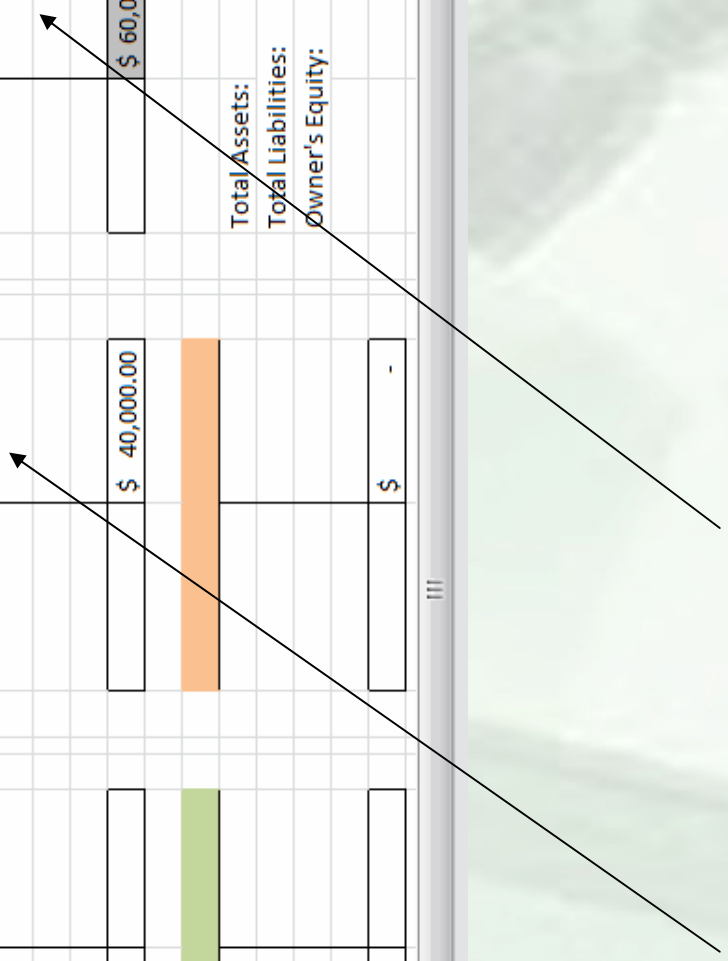 $ 60,0
Total Assets:
Total Liabilities:
Owner's Equity:
$ 40,000.00
$ -